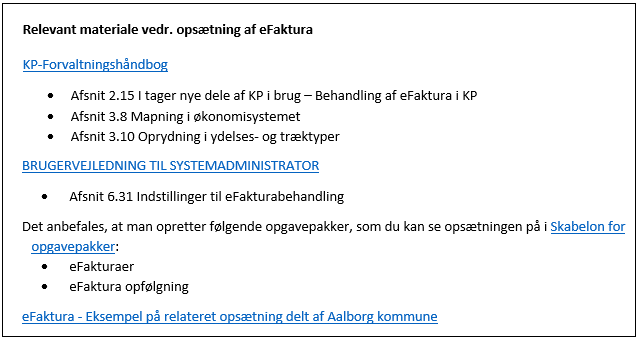 Relevant materiale vedr. opsætning af eFaktura
KP-Forvaltningshåndbog
• Afsnit 2.15 I tager nye dele af KP i brug – Behandling af eFaktura i KP
• Afsnit 3.8 Mapning i økonomisystemet
• Afsnit 3.10 Oprydning i ydelses- og træktyper
BRUGERVEJLEDNING TIL SYSTEMADMINISTRATOR
• Afsnit 6.31 Indstillinger til eFakturabehandling
Det anbefales, at man opretter følgende opgavepakker, som du kan se opsætningen på i Skabelon for
opgavepakker:
• eFakturaer
• eFaktura opfølgning
eFaktura - Eksempel på relateret opsætning delt af Aalborg kommune